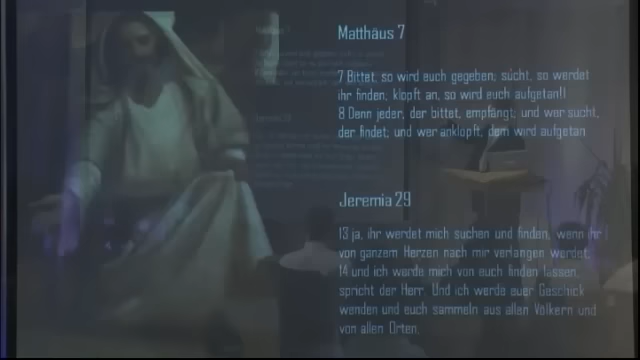 Matthäus 7
7 Bittet, so wird euch gegeben; sucht, so werdet
ihr finden; klopft an, so wird euch aufgetan!!
8 Denn jeder, der bittet, empfängt; und wer sucht,
der findet; und wer anklopft, dem wird aufgetan
Jeremia 29
13 ja, ihr werdet mich suchen und finden, wenn ihr
von ganzem Herzen nach mir verlangen werdet;
14 und ich werde mich von euch finden lassen,
spricht der Herr. Und ich werde euer Geschick
wenden und euch sammeln aus allen Völkern und
von allen Orten,